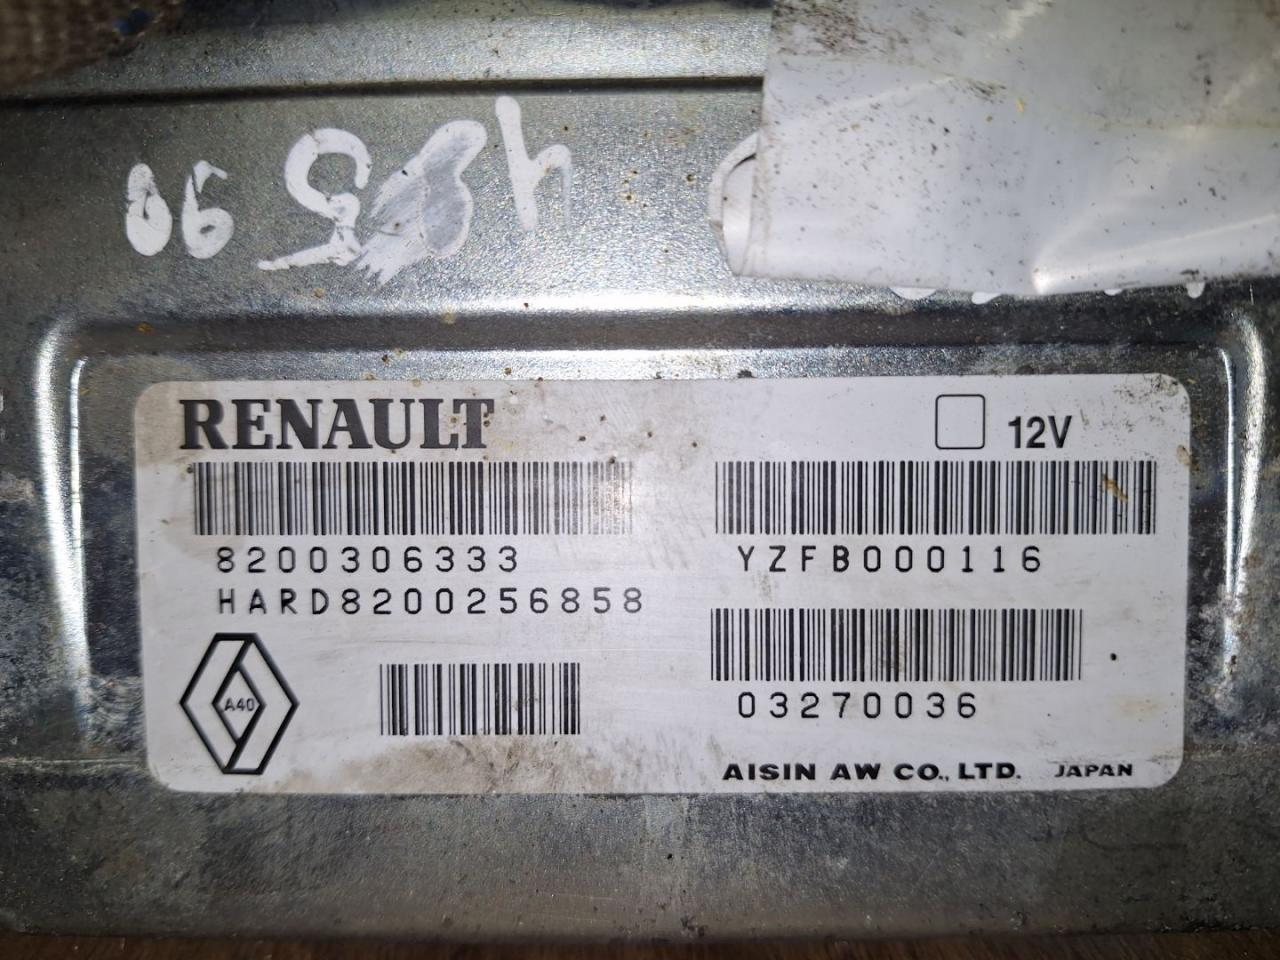 RENAULT
12V
8200306333
YZFB000116
HARD8200256858
A40
03270036
AISIN AW CO., LTD. JAPAN